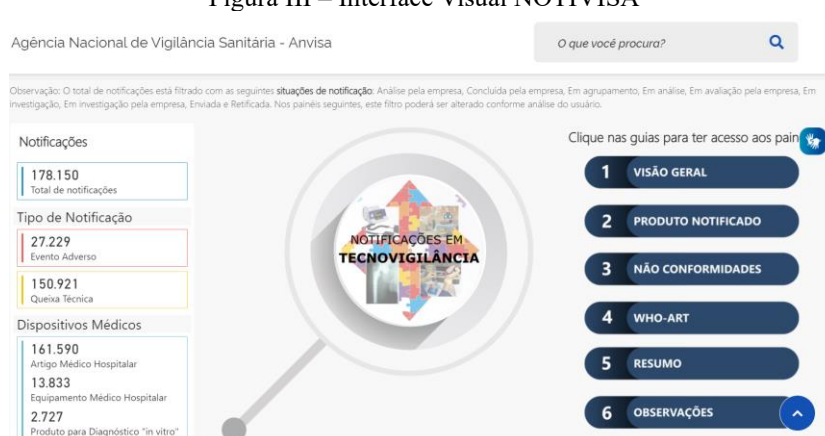 Figura III – Interface Visual NOTIVISA
Agência Nacional de Vigilância Sanitária - Anvisa
O que você procura?
Observação: O total de notificações está filtrado com as seguintes situações de notificação: Análise pela empresa, Concluída pela empresa, Em agrupamento, Em análise, Em avaliação pela empresa, Em
investigação, Em investigação pela empresa, Enviada e Retificada. Nos painéis seguintes, este filtro poderá ser alterado conforme análise do usuário.
Notificações
178.150
Total de notificações
Tipo de Notificação
27.229
Evento Adverso
150.921
Queixa Técnica
Dispositivos Médicos
161.590
Artigo Médico Hospitalar
13.833
Equipamento Médico Hospitalar
2.727
Produto para Diagnóstico "in vitro"
NOTIFICAÇÕES EM
TECNOVIGILÂNCIA
Clique nas guias para ter acesso aos pain
1 VISÃO GERAL
2 PRODUTO NOTIFICADO
3 NÃO CONFORMIDADES
4 WHO-ART
5 RESUMO
6 OBSERVAÇÕES